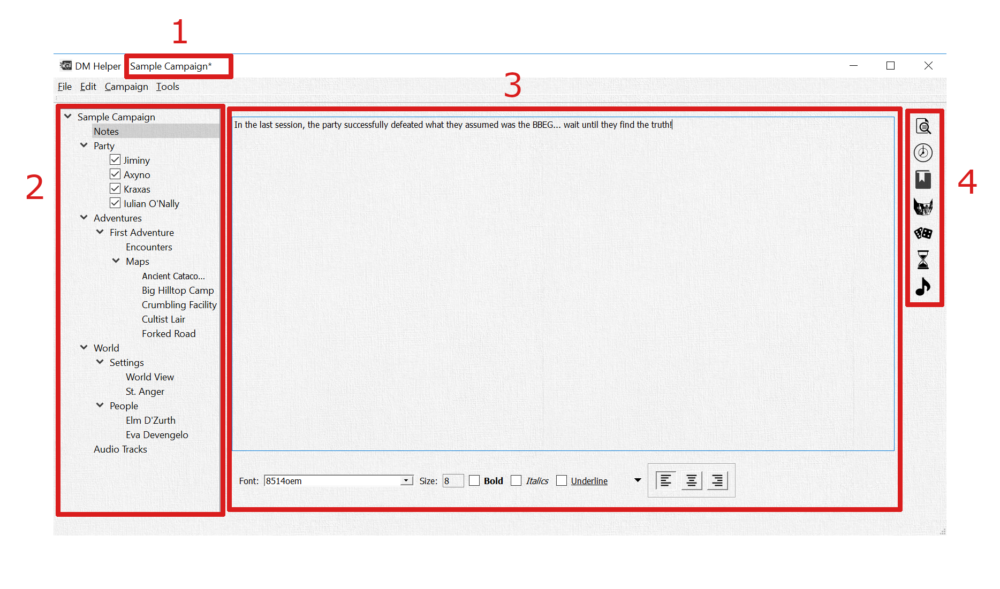 1
DM Helper Sample Campaign*
3
File Edit Campaign Tools
2
Sample Campaign
Notes
Party
Jiminy
Axyno
Kraxas
Iulian O'Nally
Adventures
First Adventure
Encounters
Maps
Ancient Cataco...
Big Hilltop Camp
Crumbling Facility
Cultist Lair
Forked Road
World
Settings
World View
St. Anger
People
Elm D'Zurth
Eva Devengelo
Audio Tracks
In the last session, the party successfully defeated what they assumed was the BBEG... wait until they find the truth!
Font: 8514oem Size: 8 Bold Italics Underline
4